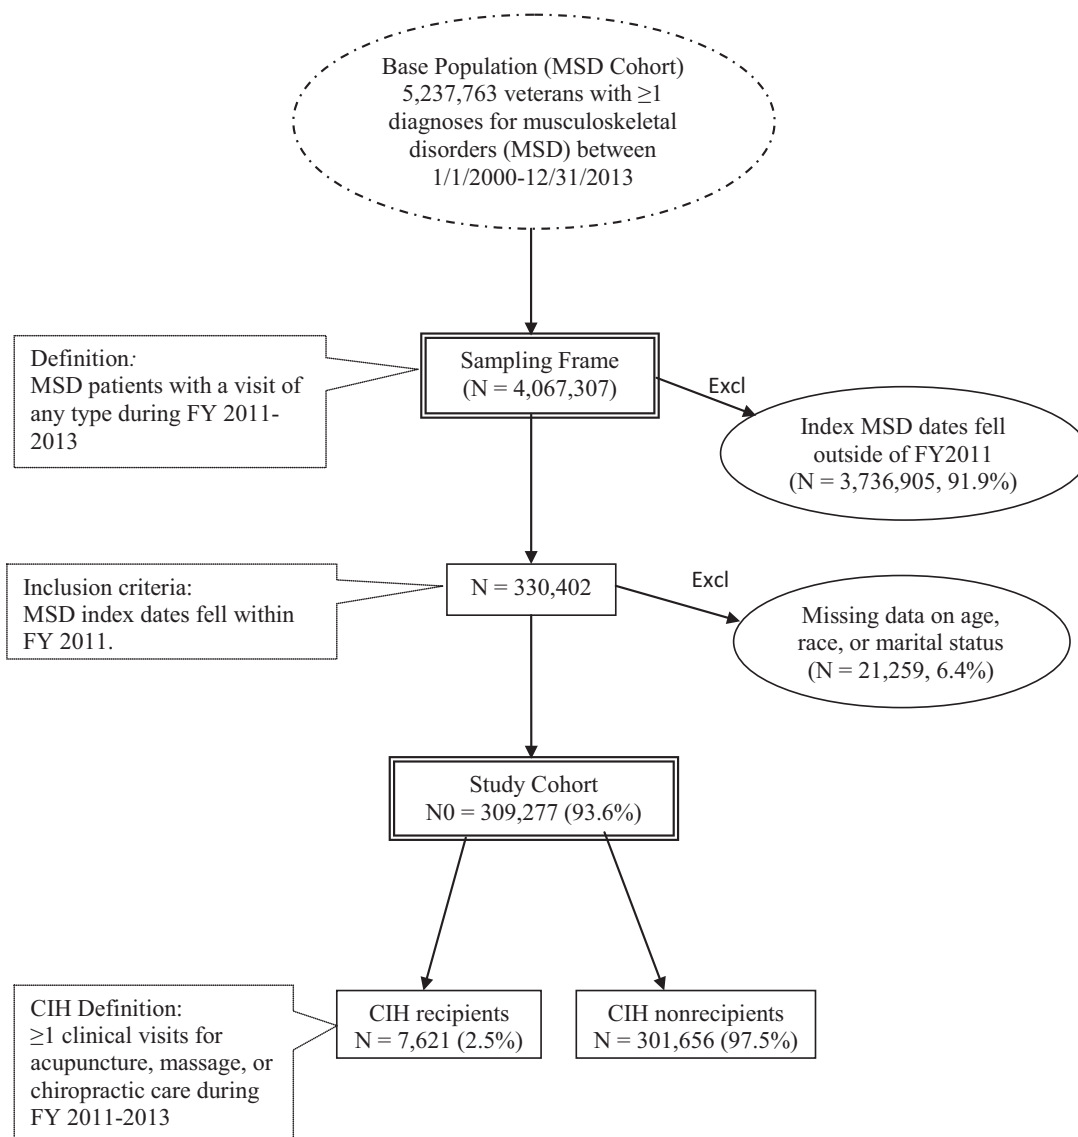 Base Population (MSD Cohort)
5,237,763 veterans with ≥1
diagnoses for musculoskeletal
disorders (MSD) between
1/1/2000-12/31/2013
Definition:
MSD patients with a visit of
any type during FY 2011-
2013
Sampling Frame
(N = 4,067,307)
Excl
Index MSD dates fell
outside of FY2011
(N = 3,736,905, 91.9%)
Inclusion criteria:
MSD index dates fell within
FY 2011.
N = 330,402
Excl
Missing data on age,
race, or marital status
(N = 21,259, 6.4%)
Study Cohort
N0 = 309,277 (93.6%)
CIH Definition:
≥1 clinical visits for
acupuncture, massage, or
chiropractic care during
FY 2011-2013
CIH recipients
N = 7,621 (2.5%)
CIH nonrecipients
N = 301,656 (97.5%)